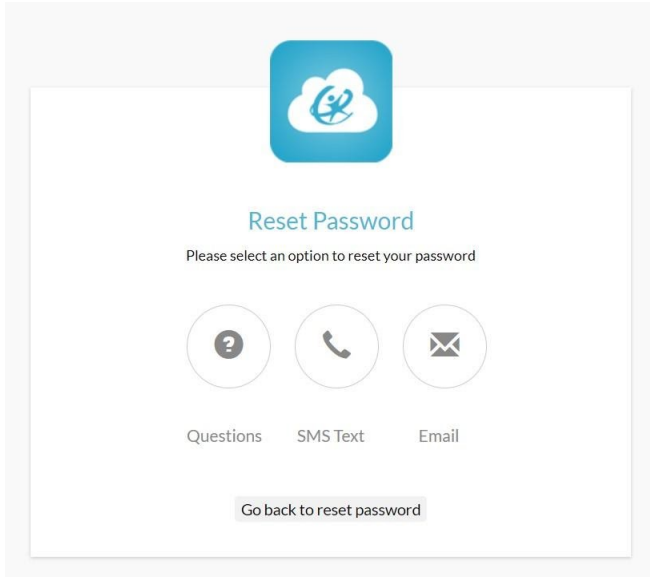 Reset Password
Please select an option to reset your password
Questions SMS Text Email
Go back to reset password